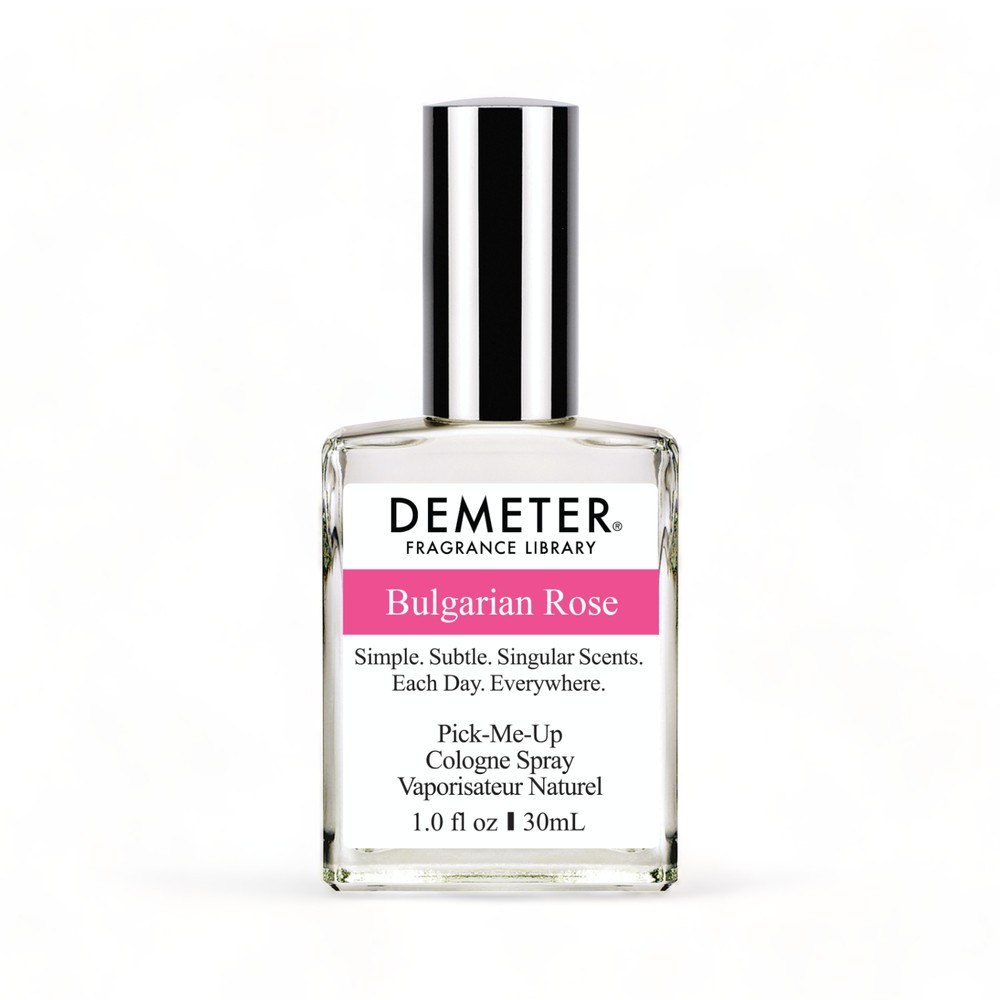 DEMETER®
FRAGRANCE LIBRARY
Bulgarian Rose
Simple. Subtle. Singular Scents.
Each Day. Everywhere.
Pick-Me-Up
Cologne Spray
Vaporisateur Naturel
1.0 fl oz ❚ 30mL